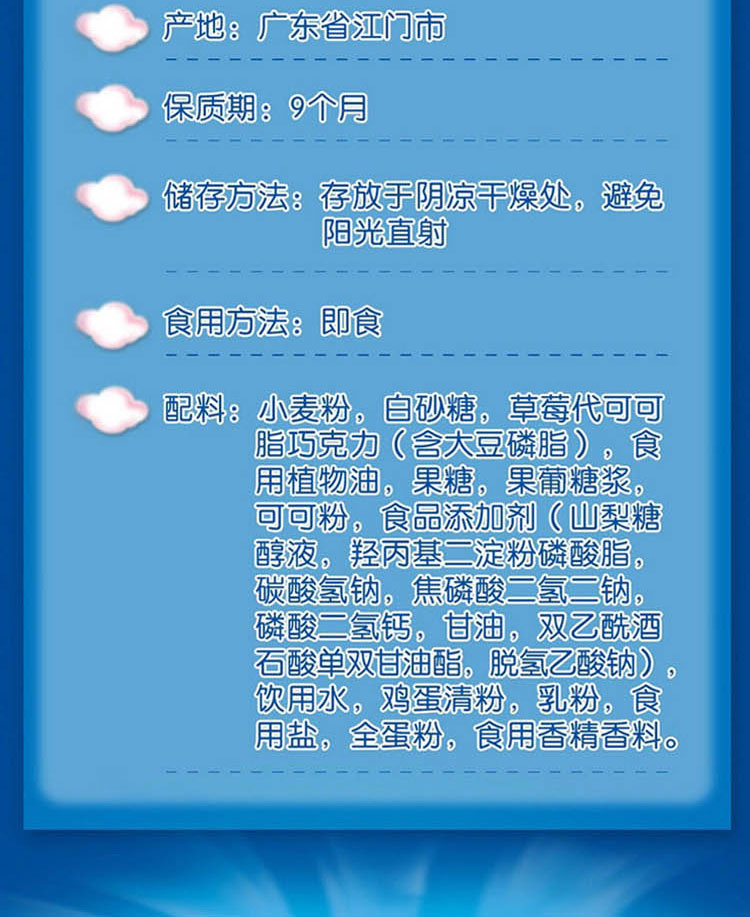 产地：广东省江门市
保质期：9个月
储存方法：存放于阴凉干燥处，避免
阳光直射
食用方法：即食
配料：小麦粉，白砂糖，草莓代可可
脂巧克力（含大豆磷脂），食
用植物油，果糖，果葡糖浆，
可可粉，食品添加剂（山梨糖
醇液，羟丙基二淀粉磷酸脂，
碳酸氢钠，焦磷酸二氢二钠，
磷酸二氢钙，甘油，双乙酰酒
石酸单双甘油酯，脱氢乙酸钠），
饮用水，鸡蛋清粉，乳粉，食
用盐，全蛋粉，食用香精香料。